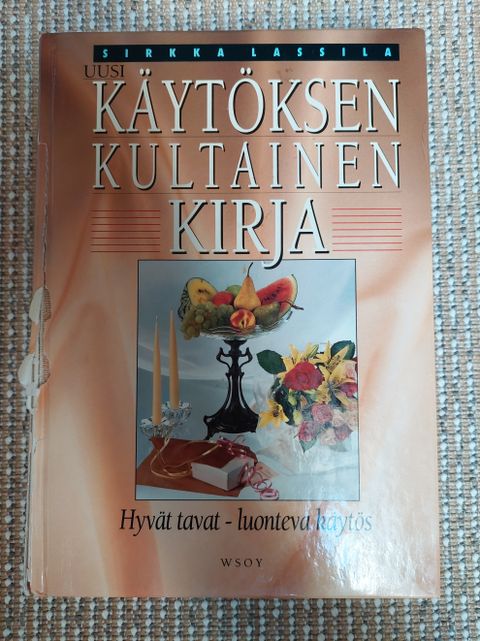 SIRKKA LASSILA
UUSI
KÄYTÖKSEN
KULTAINEN
KIRJA
Hyvät tavat - luonteva käytös
WSOY